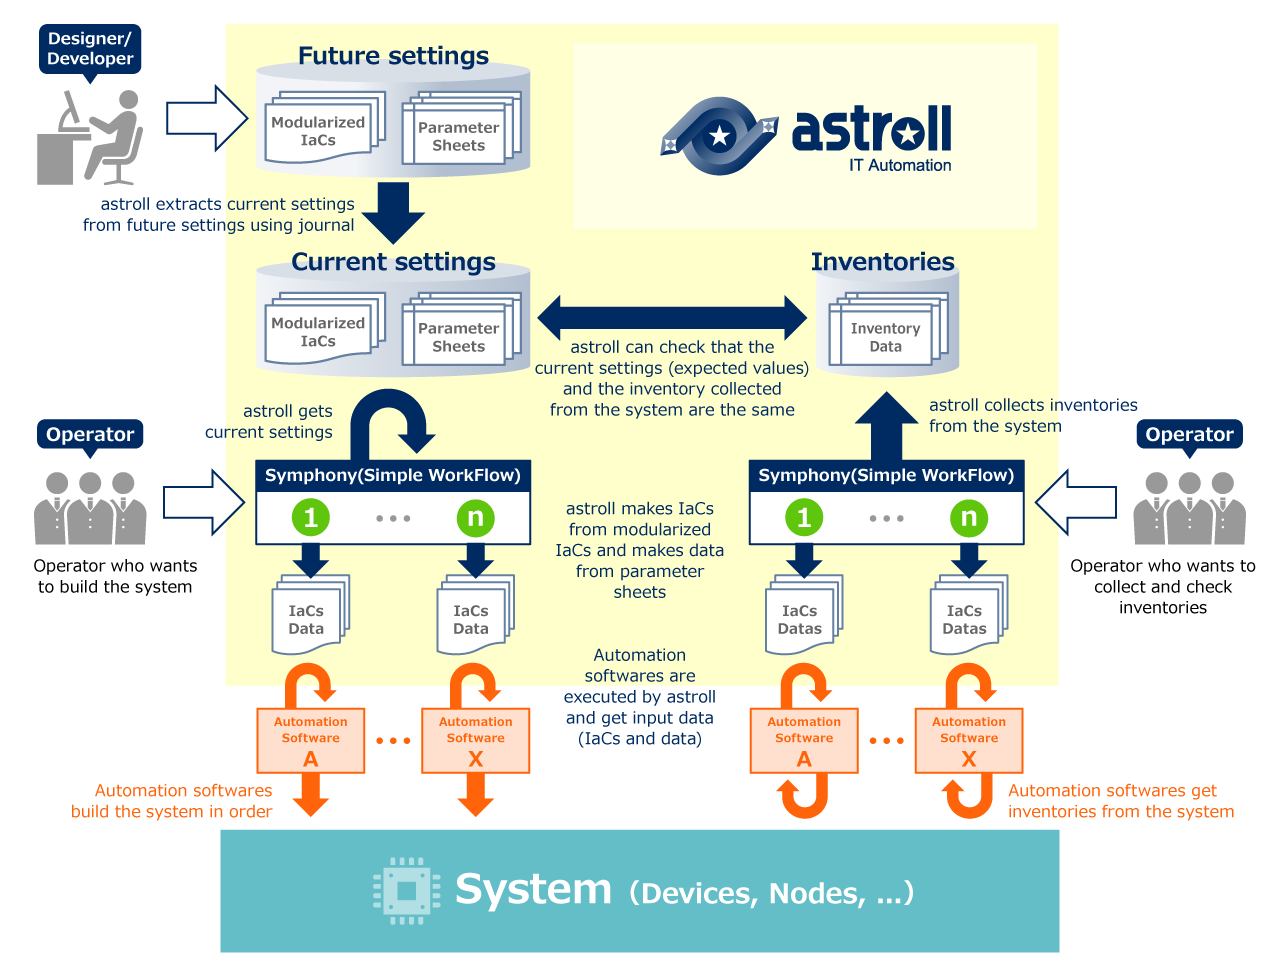 Designer/
Developer
Future settings
Modularized
IaCs
Parameter
Sheets
astroll
IT Automation
astroll extracts current settings
from future settings using journal
Current settings
Modularized
IaCs
Parameter
Sheets
Inventories
Inventory
Data
astroll can check that the
current settings (expected values)
and the inventory collected
from the system are the same
astroll gets
current settings
astroll collects inventories
from the system
Operator
Operator who wants
to build the system
Symphony(Simple WorkFlow)
1 ... n
IaCs
Data
IaCs
Data
astroll makes IaCs
from modularized
IaCs and makes data
from parameter
sheets
Symphony(Simple WorkFlow)
1 ... n
IaCs
Datas
IaCs
Datas
Operator
Operator who wants to
collect and check
inventories
Automation
softwares are
executed by astroll
and get input data
(IaCs and data)
Automation
Software
A
...
Automation
Software
X
Automation
Software
A
...
Automation
Software
X
Automation softwares
build the system in order
Automation softwares get
inventories from the system
System (Devices, Nodes, ...)